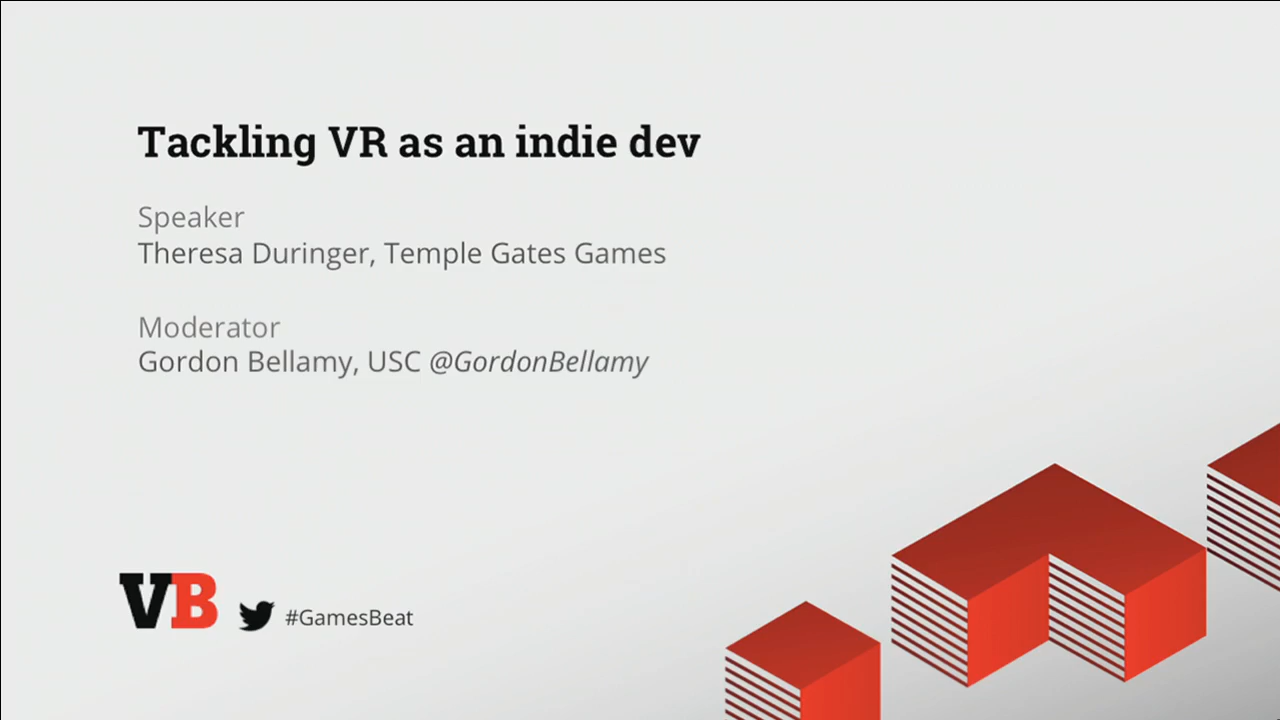 Tackling VR as an indie dev
Speaker
Theresa Duringer, Temple Gates Games
Moderator
Gordon Bellamy, USC @GordonBellamy
VB
#GamesBeat